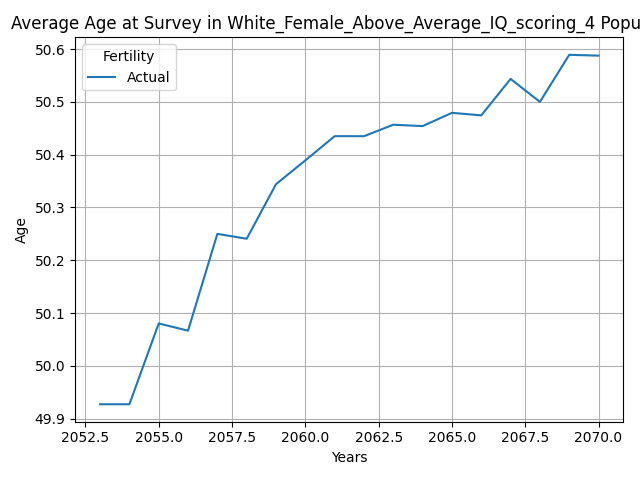 Average Age at Survey in White_Female_Above_Average_IQ_scoring_4 Popu
Fertility
Actual
50.6
50.5
50.4
50.3
50.2
50.1
50.0
49.9
Age
2052.5 2055.0 2057.5 2060.0 2062.5 2065.0 2067.5 2070.0
Years